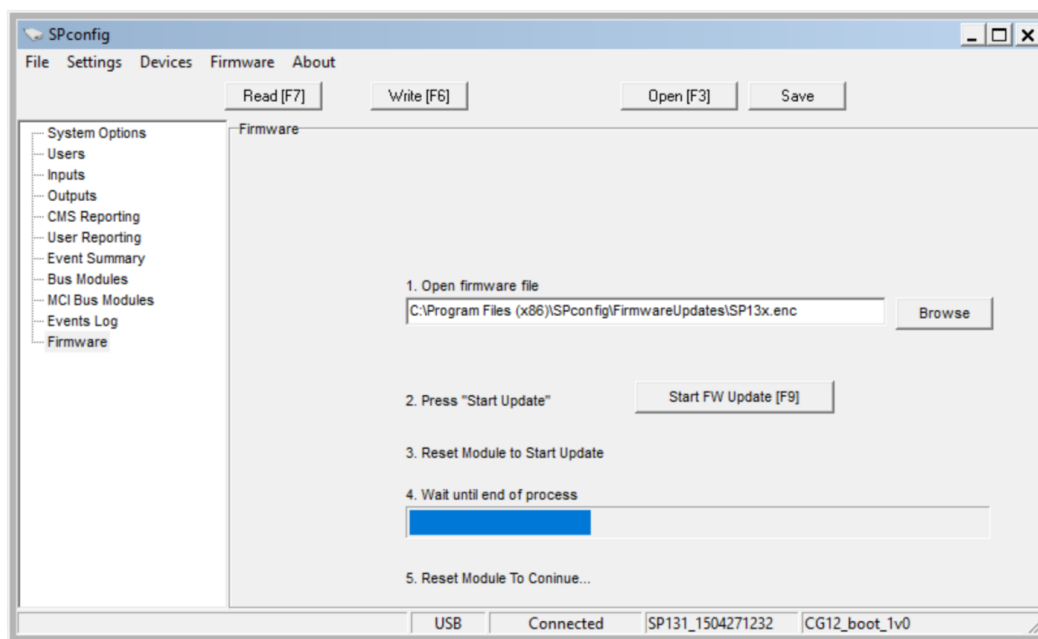 SPconfig
File Settings Devices Firmware About
Read [F7] Write [F6] Open [F3] Save
System Options
Users
Inputs
Outputs
CMS Reporting
User Reporting
Event Summary
Bus Modules
MCI Bus Modules
Events Log
Firmware
Firmware
1. Open firmware file
C:\Program Files (x86)\SPconfig\FirmwareUpdates\SP13x.enc Browse
2. Press "Start Update" Start FW Update [F9]
3. Reset Module to Start Update
4. Wait until end of process
5. Reset Module To Coninue...
USB Connected SP131_1504271232 CG12_boot_1v0